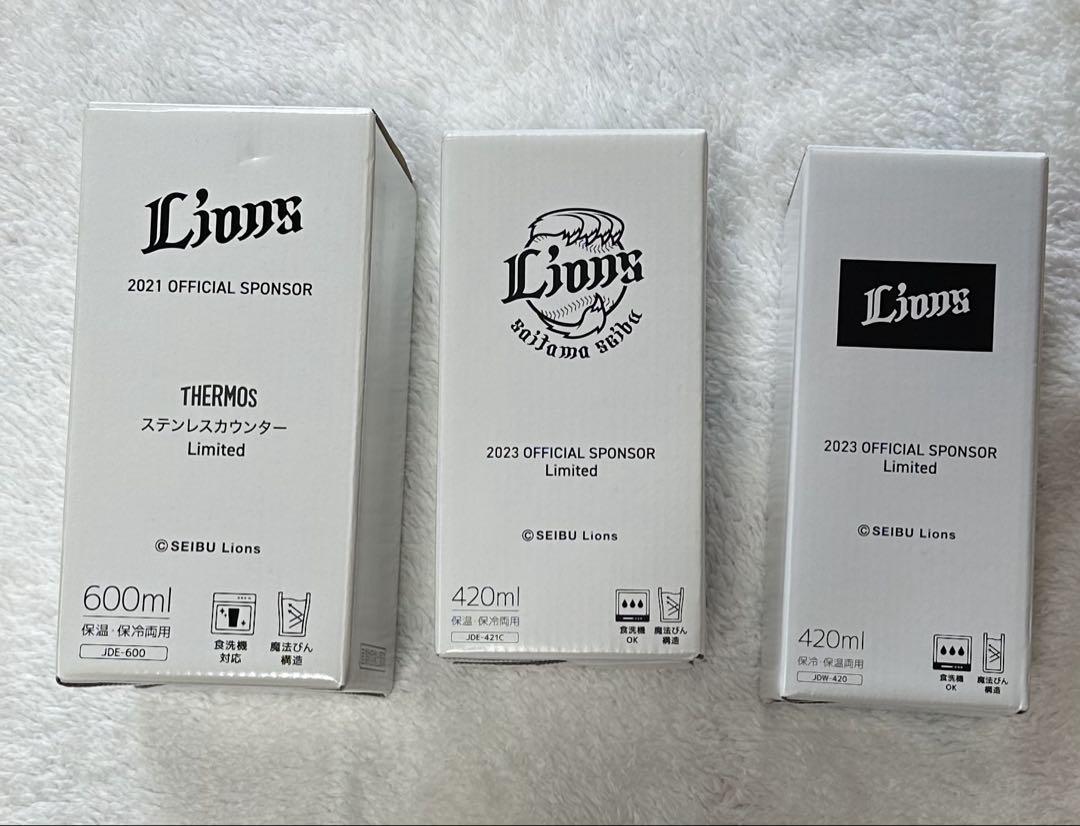 Lions
2021 OFFICIAL SPONSOR
THERMOS
ステンレスカウンター
Limited
©SEIBU Lions
600ml
保温・保冷両用
JDE-600
食洗機
対応
魔法びん
構造
Lions
saitama seibu
2023 OFFICIAL SPONSOR
Limited
©SEIBU Lions
420ml
保温・保冷両用
JDE-421C
食洗機
OK
魔法びん
構造
Lions
2023 OFFICIAL SPONSOR
Limited
©SEIBU Lions
420ml
保冷・保温両用
JDW-420
食洗機
OK
魔法びん
構造